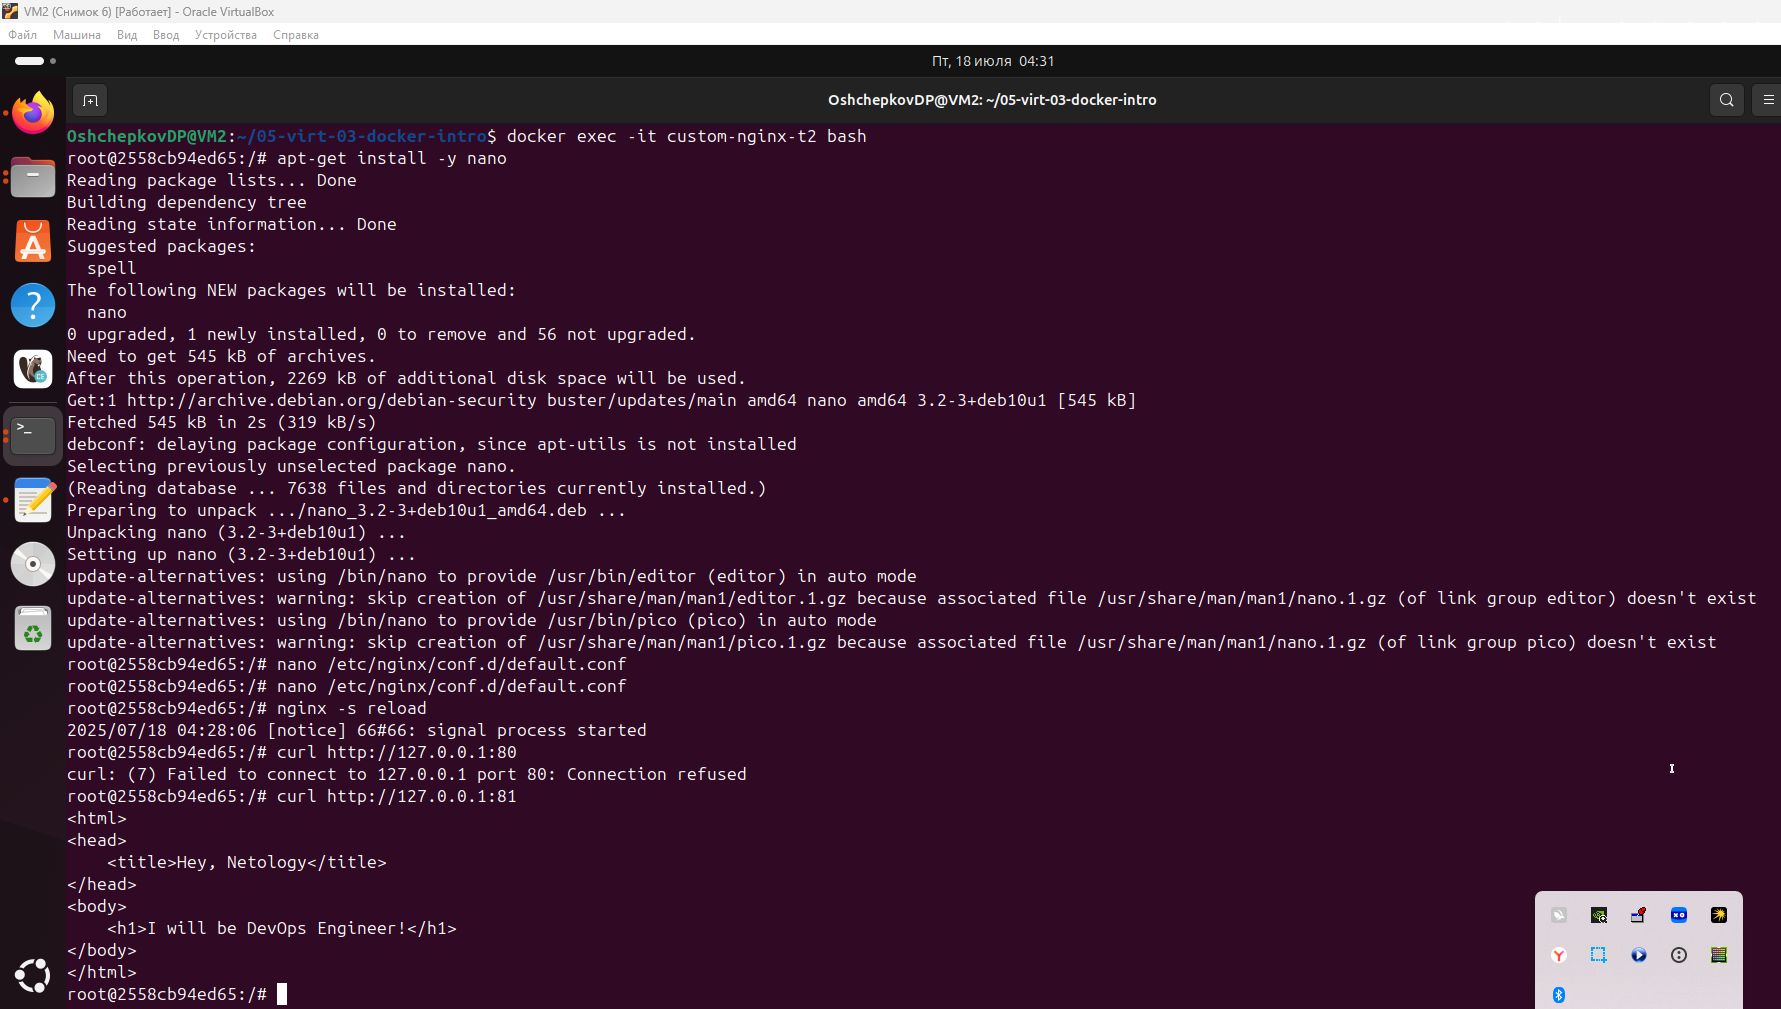 VM2 (Снимок 6) [Работает] - Oracle VirtualBox
Файл Машина Вид Ввод Устройства Справка
Пт, 18 июля 04:31
OshchepkovDP@VM2: ~/05-virt-03-docker-intro
OshchepkovDP@VM2:~/05-virt-03-docker-intro$ docker exec -it custom-nginx-t2 bash
root@2558cb94ed65:/# apt-get install -y nano
Reading package lists... Done
Building dependency tree
Reading state information... Done
Suggested packages:
  spell
The following NEW packages will be installed:
  nano
0 upgraded, 1 newly installed, 0 to remove and 56 not upgraded.
Need to get 545 kB of archives.
After this operation, 2269 kB of additional disk space will be used.
Get:1 http://archive.debian.org/debian-security buster/updates/main amd64 nano amd64 3.2-3+deb10u1 [545 kB]
Fetched 545 kB in 2s (319 kB/s)
debconf: delaying package configuration, since apt-utils is not installed
Selecting previously unselected package nano.
(Reading database ... 7638 files and directories currently installed.)
Preparing to unpack .../nano_3.2-3+deb10u1_amd64.deb ...
Unpacking nano (3.2-3+deb10u1) ...
Setting up nano (3.2-3+deb10u1) ...
update-alternatives: using /bin/nano to provide /usr/bin/editor (editor) in auto mode
update-alternatives: warning: skip creation of /usr/share/man/man1/editor.1.gz because associated file /usr/share/man/man1/nano.1.gz (of link group editor) doesn't exist
update-alternatives: using /bin/nano to provide /usr/bin/pico (pico) in auto mode
update-alternatives: warning: skip creation of /usr/share/man/man1/pico.1.gz because associated file /usr/share/man/man1/nano.1.gz (of link group pico) doesn't exist
root@2558cb94ed65:/# nano /etc/nginx/conf.d/default.conf
root@2558cb94ed65:/# nano /etc/nginx/conf.d/default.conf
root@2558cb94ed65:/# nginx -s reload
2025/07/18 04:28:06 [notice] 66#66: signal process started
root@2558cb94ed65:/# curl http://127.0.0.1:80
curl: (7) Failed to connect to 127.0.0.1 port 80: Connection refused
root@2558cb94ed65:/# curl http://127.0.0.1:81
<html>
<head>
    <title>Hey, Netology</title>
</head>
<body>
    <h1>I will be DevOps Engineer!</h1>
</body>
</html>
root@2558cb94ed65:/#